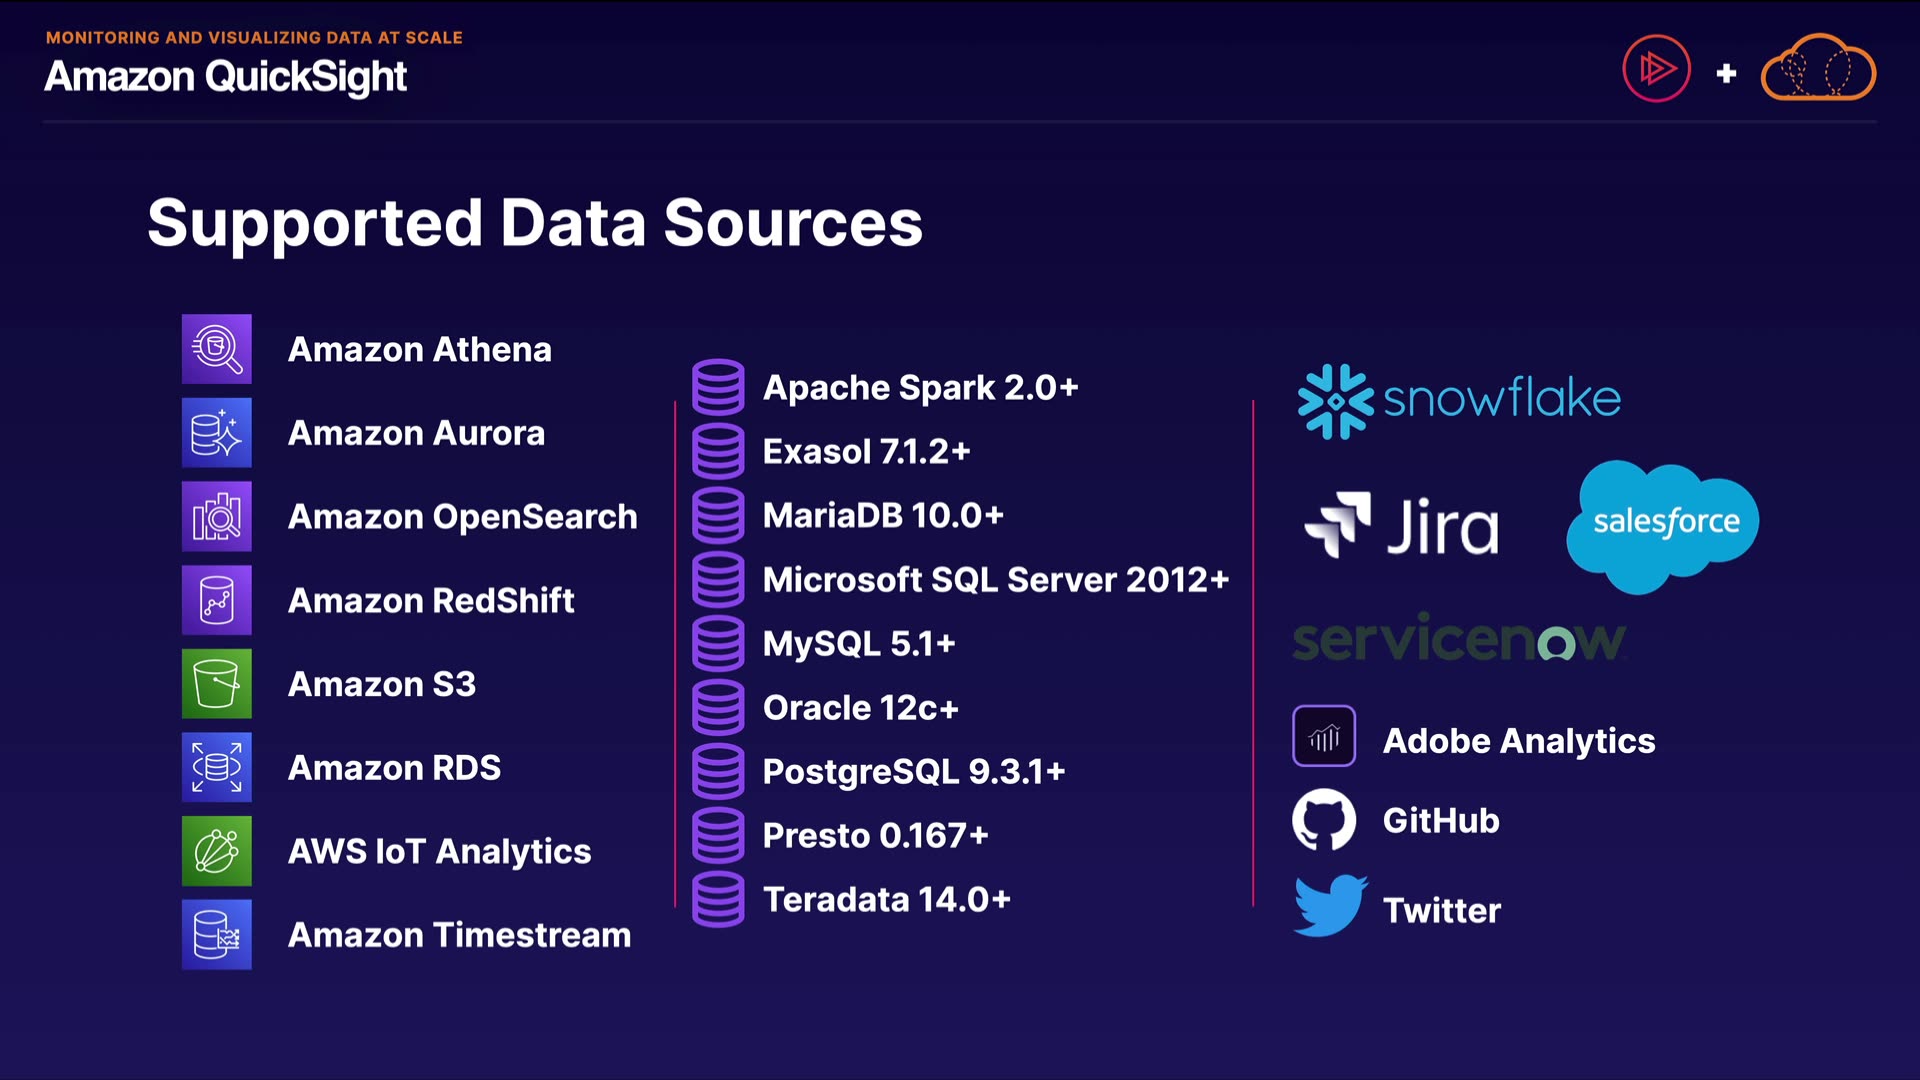 MONITORING AND VISUALIZING DATA AT SCALE
Amazon QuickSight
Supported Data Sources
Amazon Athena
Amazon Aurora
Amazon OpenSearch
Amazon RedShift
Amazon S3
Amazon RDS
AWS IoT Analytics
Amazon Timestream
Apache Spark 2.0+
Exasol 7.1.2+
MariaDB 10.0+
Microsoft SQL Server 2012+
MySQL 5.1+
Oracle 12c+
PostgreSQL 9.3.1+
Presto 0.167+
Teradata 14.0+
snowflake
Jira
salesforce
servicenow
Adobe Analytics
GitHub
Twitter